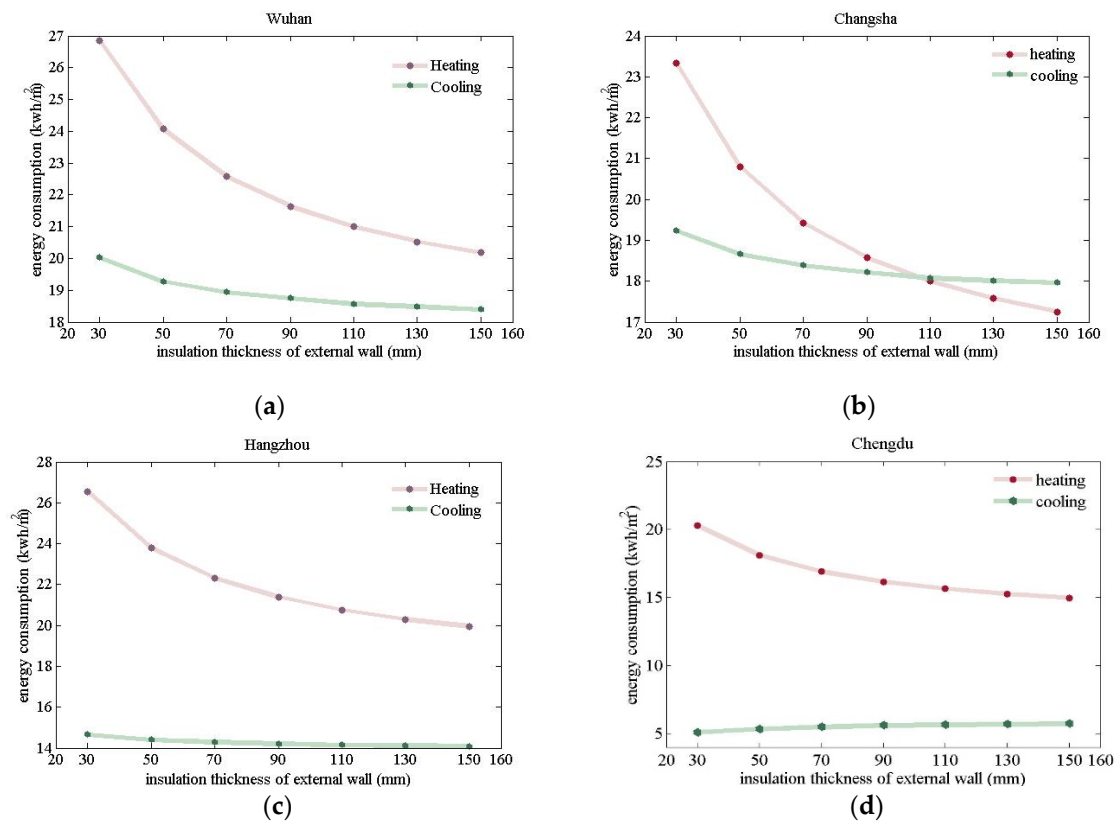 Wuhan
27
26
25
24
23
22
21
20
19
18
20 30 50 70 90 110 130 150 160
energy consumption (kwh/m²)
insulation thickness of external wall (mm)
Heating
Cooling
(a)
Changsha
24
23
22
21
20
19
18
17
20 30 50 70 90 110 130 150 160
energy consumption (kwh/m²)
insulation thickness of external wall (mm)
heating
cooling
(b)
Hangzhou
28
26
24
22
20
18
16
14
20 30 50 70 90 110 130 150 160
energy consumption (kwh/m²)
insulation thickness of external wall (mm)
Heating
Cooling
(c)
Chengdu
25
20
15
10
5
20 30 50 70 90 110 130 150 160
energy consumption (kwh/m²)
insulation thickness of external wall (mm)
heating
cooling
(d)